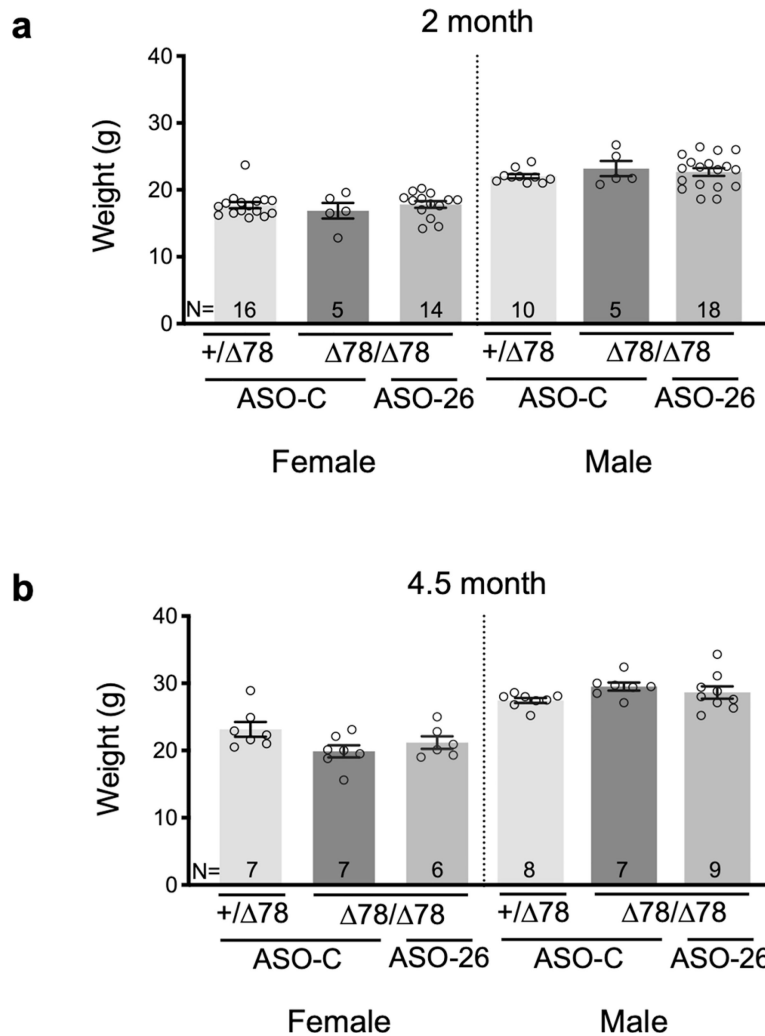 a
2 month
Weight (g)
40
30
20
10
0
N= 16 5 14 10 5 18
+/Δ78 Δ78/Δ78 +/Δ78 Δ78/Δ78
ASO-C ASO-26 ASO-C ASO-26
Female Male
b
4.5 month
Weight (g)
40
30
20
10
0
N= 7 7 6 8 7 9
+/Δ78 Δ78/Δ78 +/Δ78 Δ78/Δ78
ASO-C ASO-26 ASO-C ASO-26
Female Male